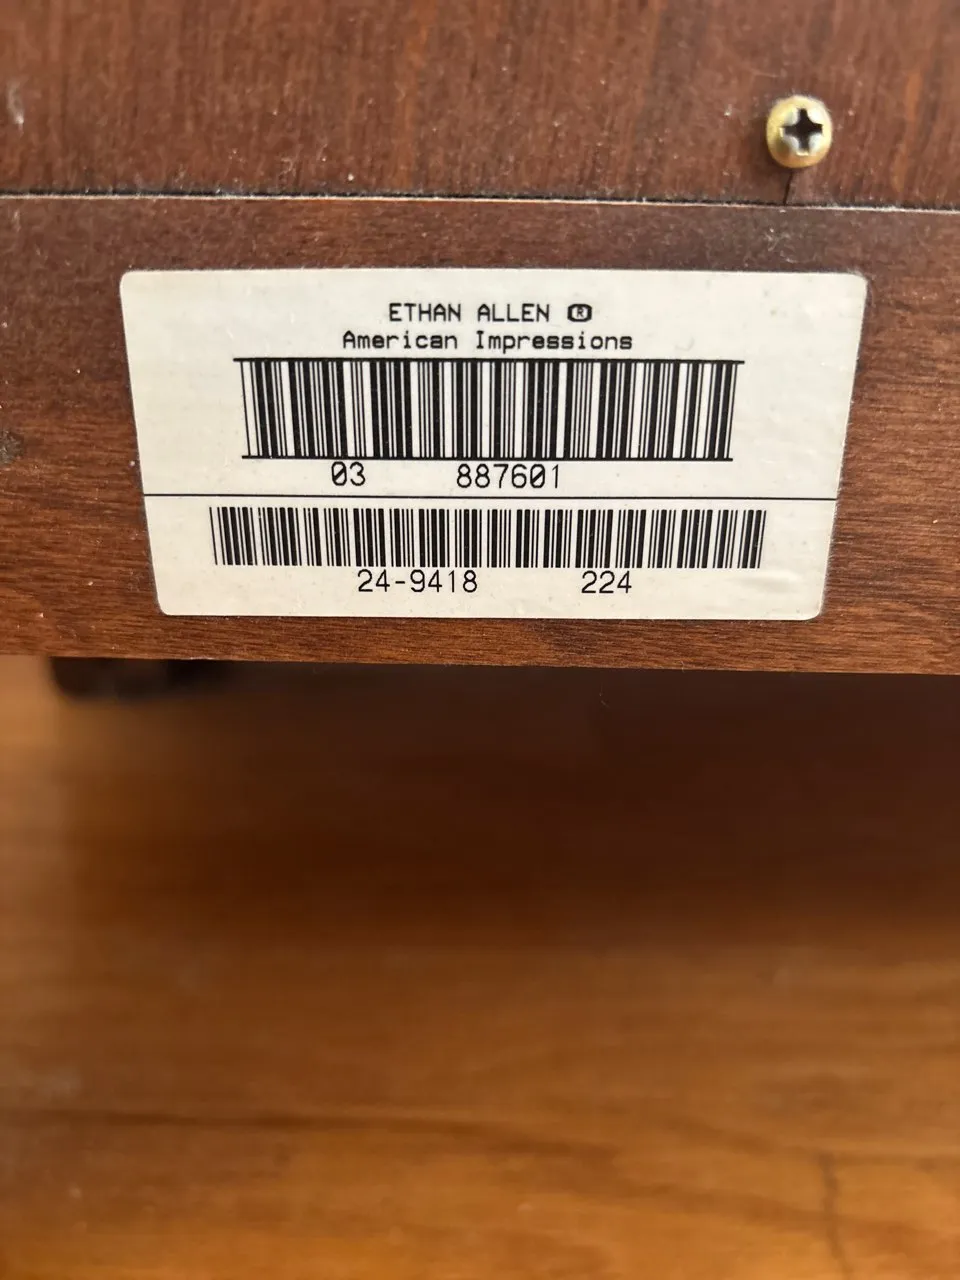 ETHAN ALLEN ®
American Impressions
03 887601
24-9418 224